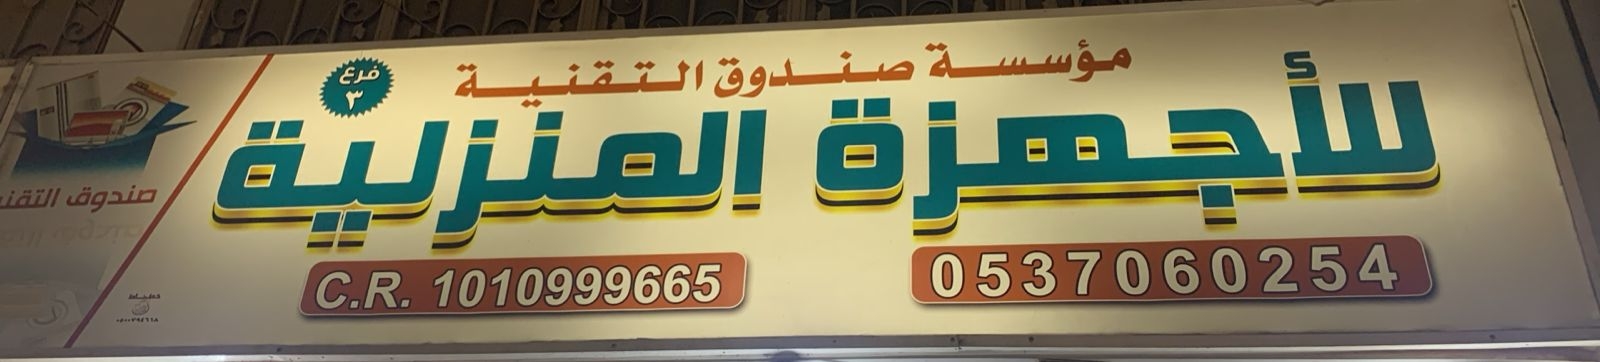 مؤسسة صندوق التقنية
للأجهزة المنزلية
فرع
٣
0537060254
C.R. 1010999665
صندوق التقنية